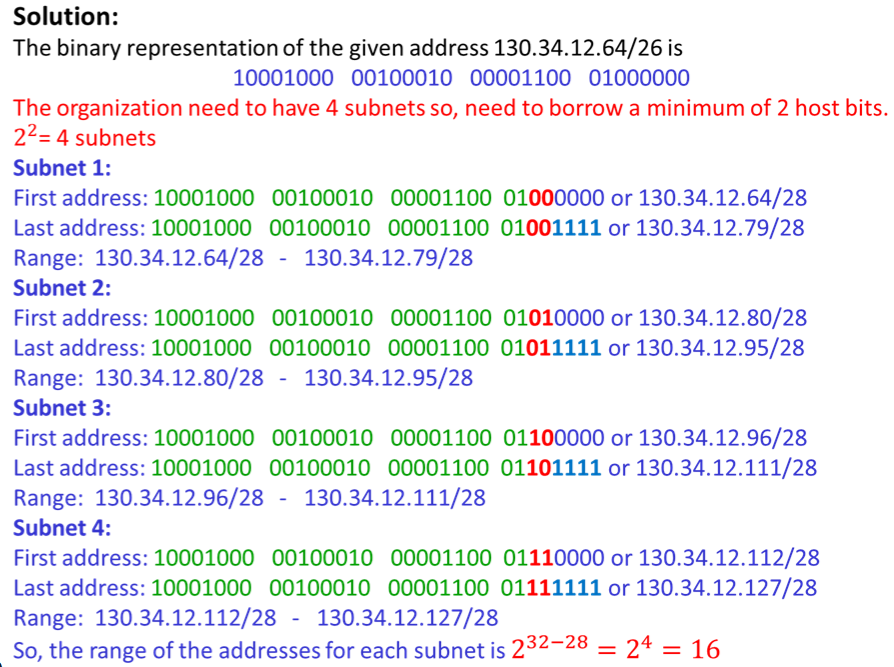 Solution:
The binary representation of the given address 130.34.12.64/26 is
10001000 00100010 00001100 01000000
The organization need to have 4 subnets so, need to borrow a minimum of 2 host bits.
2²= 4 subnets
Subnet 1:
First address: 10001000 00100010 00001100 01000000 or 130.34.12.64/28
Last address: 10001000 00100010 00001100 01001111 or 130.34.12.79/28
Range: 130.34.12.64/28 - 130.34.12.79/28
Subnet 2:
First address: 10001000 00100010 00001100 01010000 or 130.34.12.80/28
Last address: 10001000 00100010 00001100 01011111 or 130.34.12.95/28
Range: 130.34.12.80/28 - 130.34.12.95/28
Subnet 3:
First address: 10001000 00100010 00001100 01100000 or 130.34.12.96/28
Last address: 10001000 00100010 00001100 01101111 or 130.34.12.111/28
Range: 130.34.12.96/28 - 130.34.12.111/28
Subnet 4:
First address: 10001000 00100010 00001100 01110000 or 130.34.12.112/28
Last address: 10001000 00100010 00001100 01111111 or 130.34.12.127/28
Range: 130.34.12.112/28 - 130.34.12.127/28
So, the range of the addresses for each subnet is 2³²⁻²⁸ = 2⁴ = 16